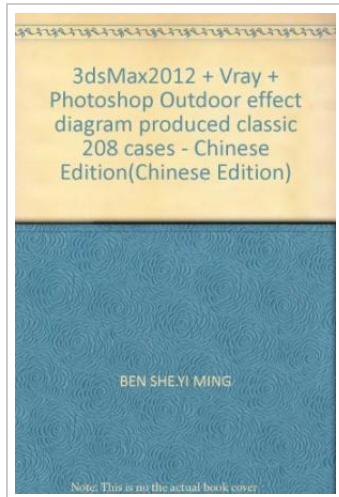 3dsMax2012 + Vray +
Photoshop Outdoor effect
diagram produced classic
208 cases - Chinese
Edition(Chinese Edition)
BEN SHE.YI MING
Note: This is no the actual book cover